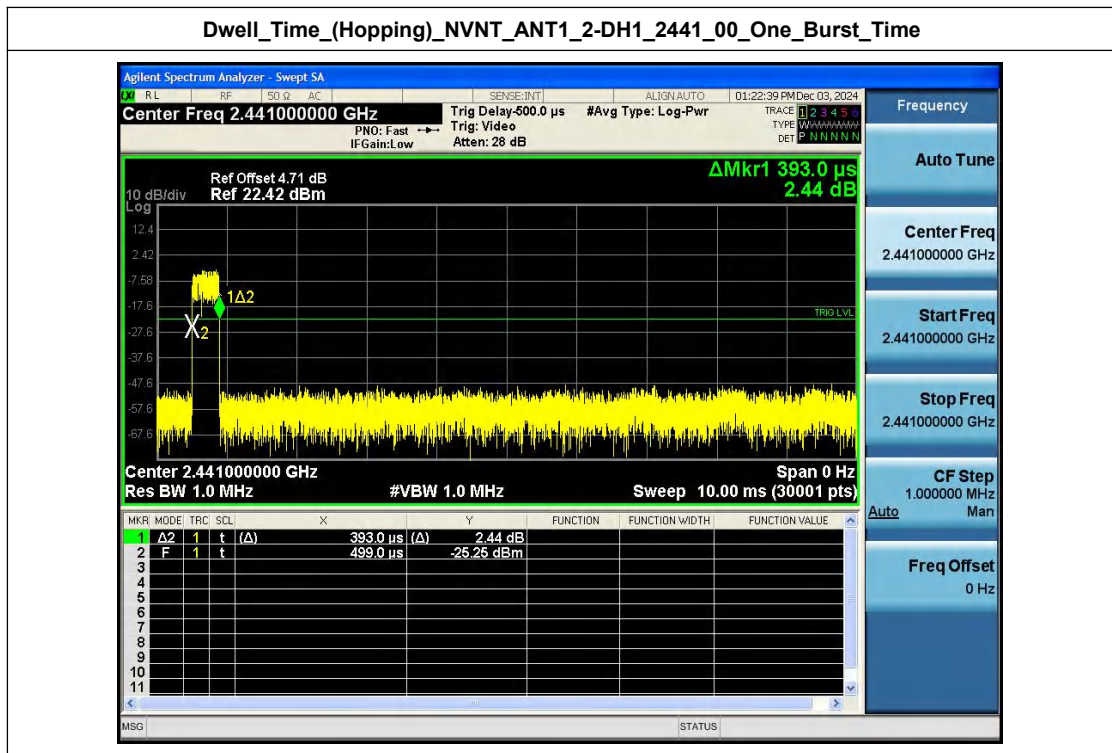 Dwell_Time_(Hopping)_NVNT_ANT1_2-DH1_2441_00_One_Burst_Time
Agilent Spectrum Analyzer - Swept SA
LXI RL RF 50 Ω AC SENSE:INT ALIGN AUTO 01:22:39 PM Dec 03, 2024
Center Freq 2.441000000 GHz
PNO: Fast
IFGain:Low
Trig Delay-500.0 µs
Trig: Video
Atten: 28 dB
#Avg Type: Log-Pwr
TRACE 1 2 3 4 5 6
TYPE WWWWWW
DET P N N N N N
ΔMkr1 393.0 µs
2.44 dB
Ref Offset 4.71 dB
10 dB/div Ref 22.42 dBm
Log
12.4
2.42
-7.58
-17.6
-27.6
-37.6
-47.6
-57.6
-67.6
1Δ2
2
TRIG LVL
Center 2.441000000 GHz Span 0 Hz
Res BW 1.0 MHz #VBW 1.0 MHz Sweep 10.00 ms (30001 pts)
MKR MODE TRC SCL X Y FUNCTION FUNCTION WIDTH FUNCTION VALUE
1 Δ2 1 t (Δ) 393.0 µs (Δ) 2.44 dB
2 F 1 t 499.0 µs -25.25 dBm
3
4
5
6
7
8
9
10
11
MSG STATUS
Frequency
Auto Tune
Center Freq
2.441000000 GHz
Start Freq
2.441000000 GHz
Stop Freq
2.441000000 GHz
CF Step
1.000000 MHz
Auto Man
Freq Offset
0 Hz